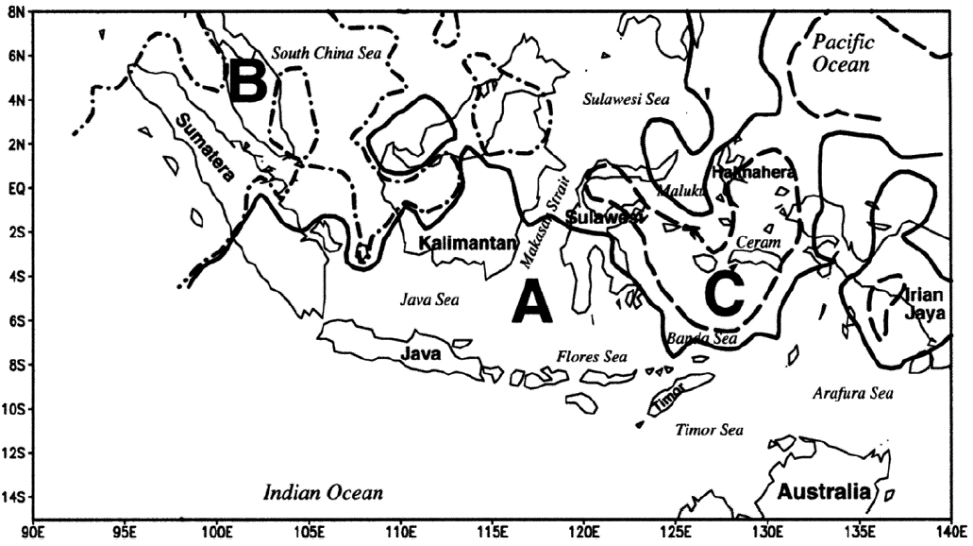 8N
6N
4N
2N
EQ
2S
4S
6S
8S
10S
12S
14S
90E
95E
100E
105E
110E
115E
120E
125E
130E
135E
140E
South China Sea
B
Pacific
Ocean
Sulawesi Sea
Sumatera
Halmahera
Maluku
Makasar Strait
Sulawesi
Kalimantan
Ceram
A
C
Java Sea
Irian
Jaya
Banda Sea
Java
Flores Sea
Timor
Arafura Sea
Timor Sea
Indian Ocean
Australia